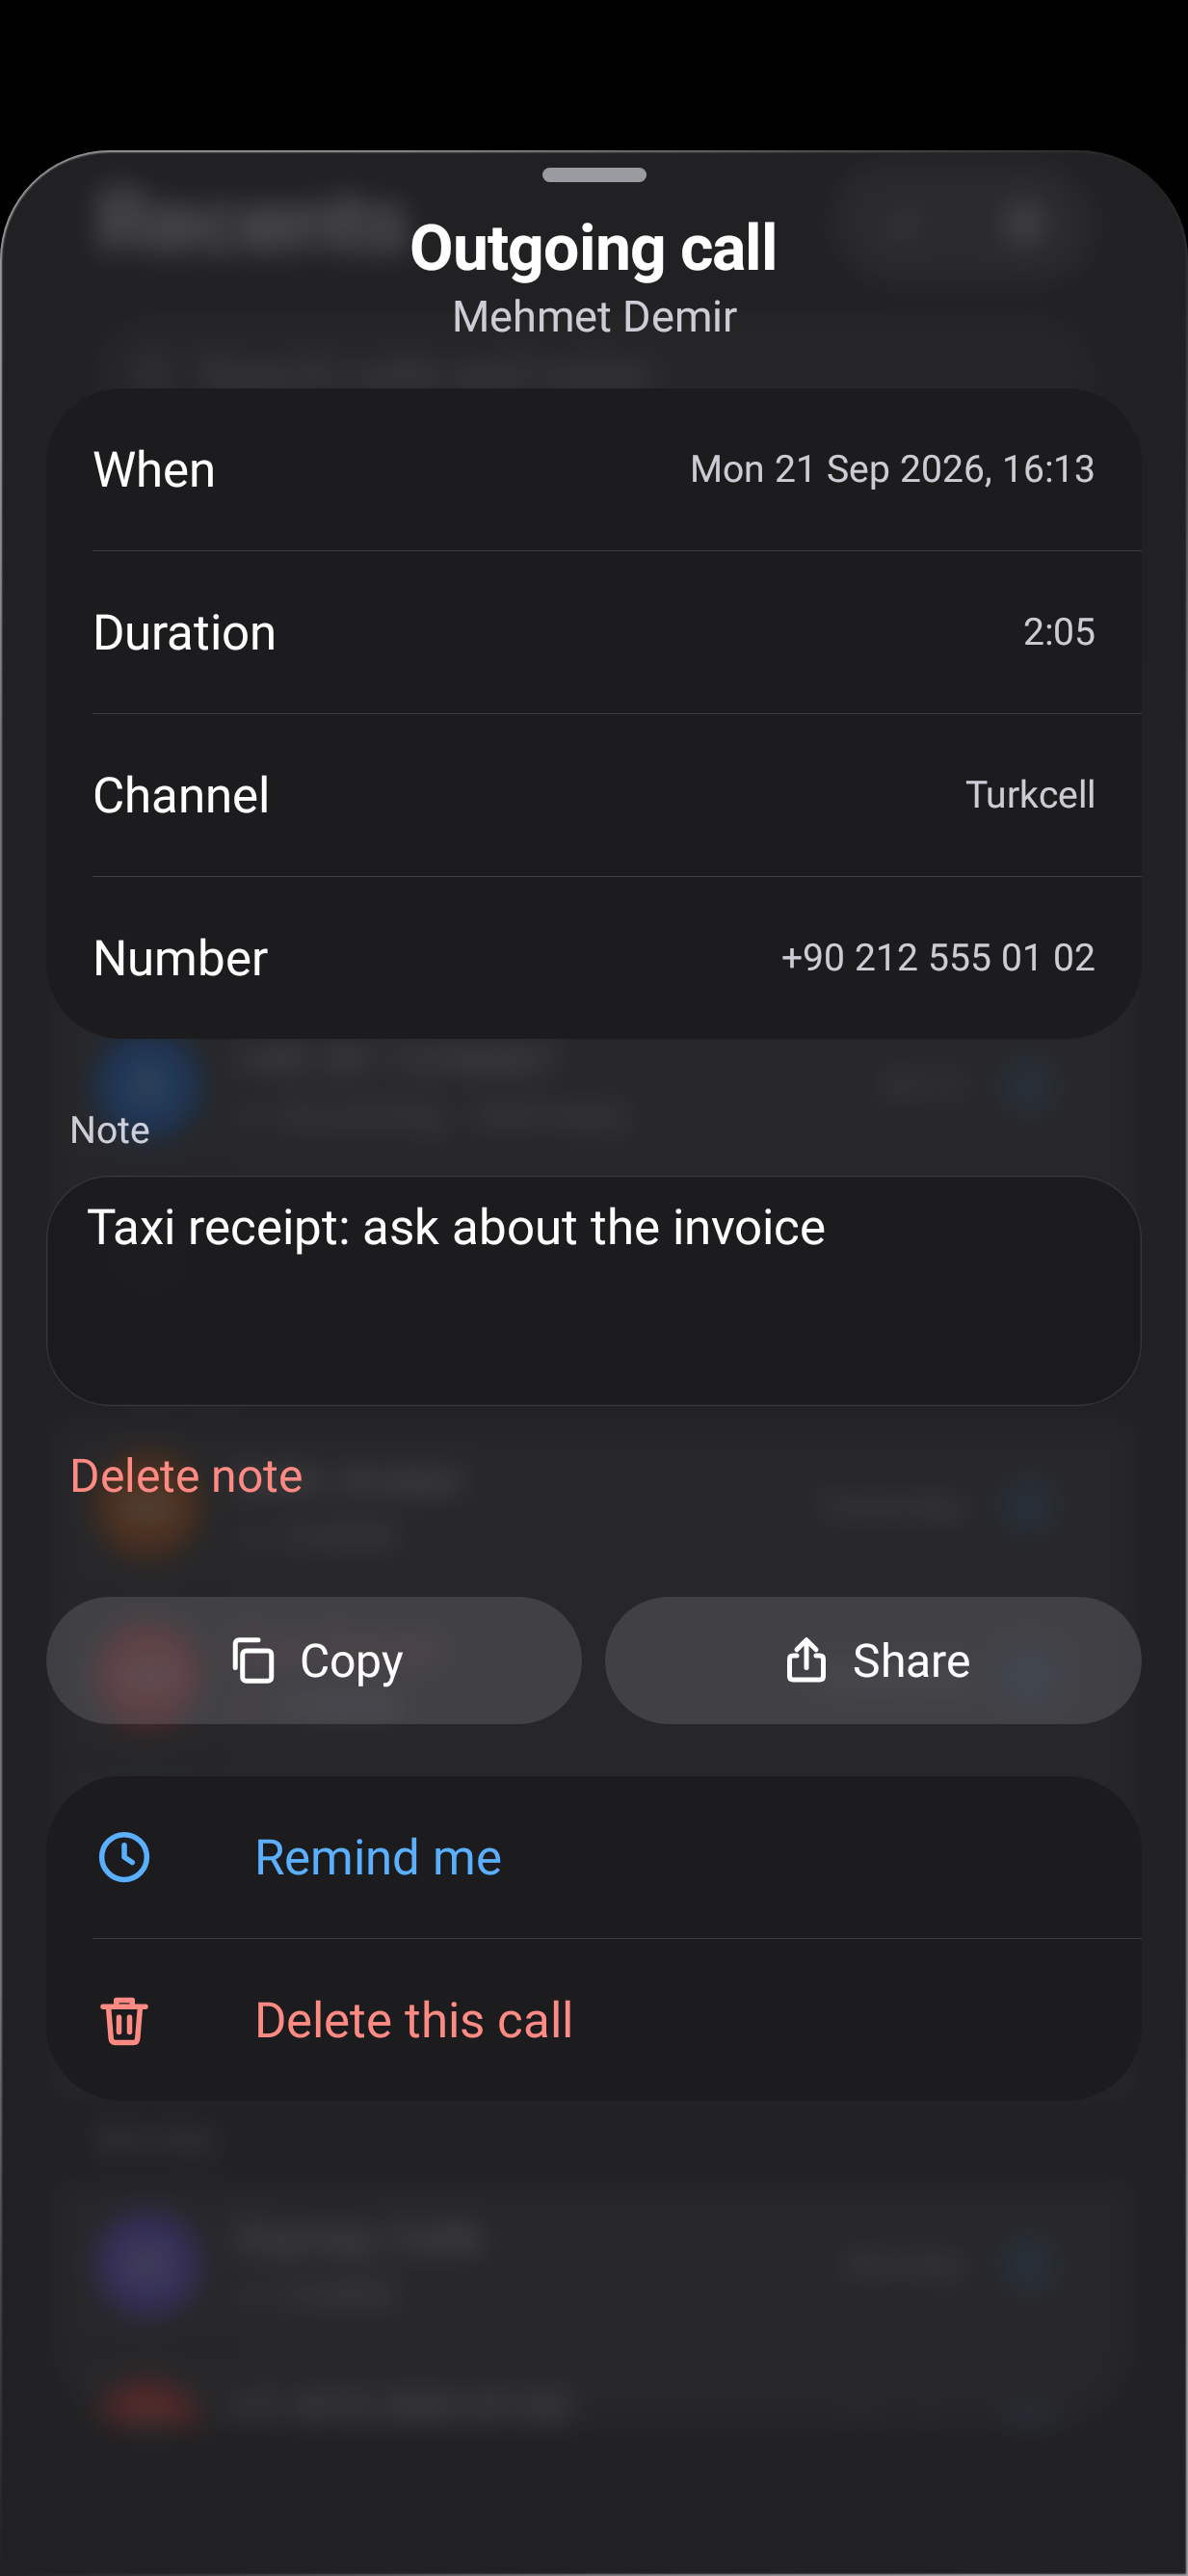 Outgoing call
Mehmet Demir
When Mon 21 Sep 2026, 16:13
Duration 2:05
Channel Turkcell
Number +90 212 555 01 02
Note
Taxi receipt: ask about the invoice
Delete note
Copy Share
Remind me
Delete this call